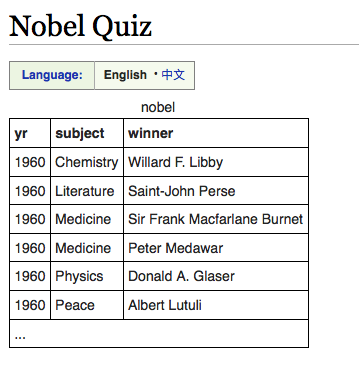 Nobel Quiz
Language: English • 中文
nobel
yr subject winner
1960 Chemistry Willard F. Libby
1960 Literature Saint-John Perse
1960 Medicine Sir Frank Macfarlane Burnet
1960 Medicine Peter Medawar
1960 Physics Donald A. Glaser
1960 Peace Albert Lutuli
...